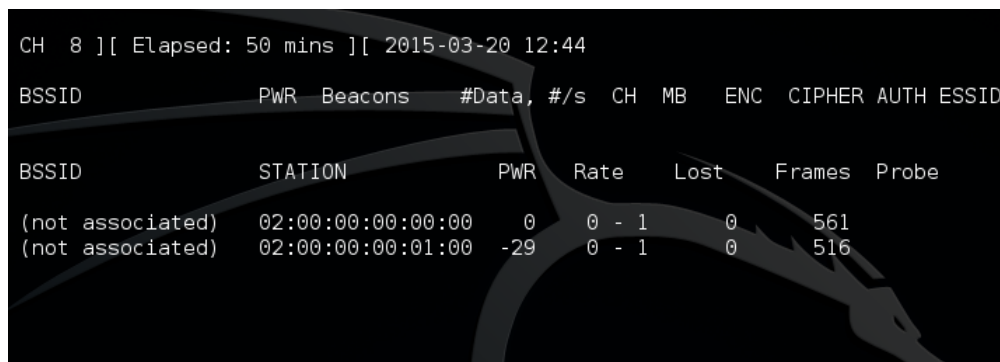 CH 8 ][ Elapsed: 50 mins ][ 2015-03-20 12:44
BSSID PWR Beacons #Data, #/s CH MB ENC CIPHER AUTH ESSID
BSSID STATION PWR Rate Lost Frames Probe
(not associated) 02:00:00:00:00:00 0 0 - 1 0 561
(not associated) 02:00:00:00:01:00 -29 0 - 1 0 516